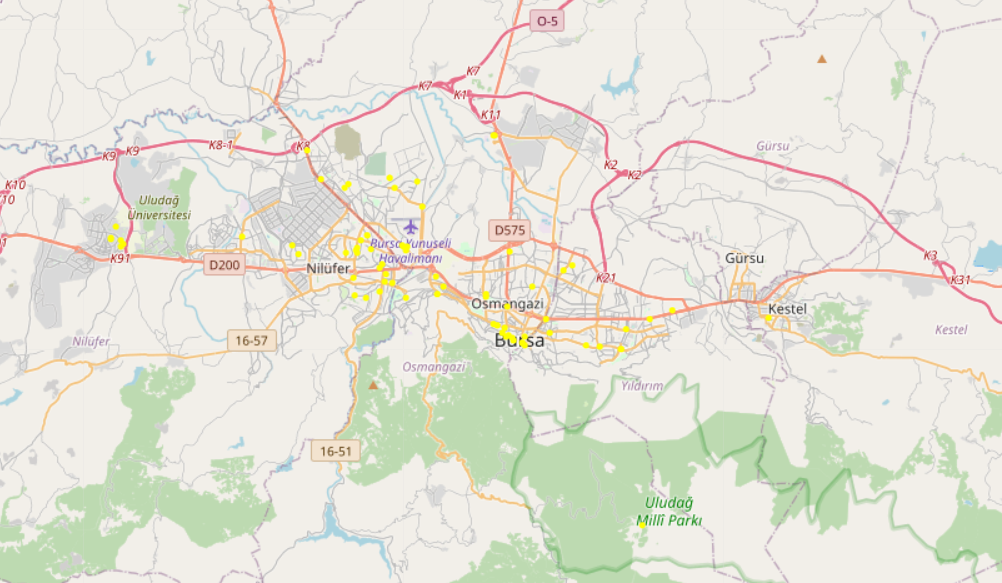 O-5
K7
K7
K1
K11
K8-1
K8
K9
K9
K2
K2
Gürsu
K10
10
Uludağ
Üniversitesi
D575
1
K91
D200
Bursa Yunuseli
Havalimanı
Nilüfer
K21
Gürsu
K3
K31
Osmangazi
Kestel
Kestel
Nilüfer
16-57
Bursa
Osmangazi
Yıldırım
16-51
Uludağ
Millî Parkı